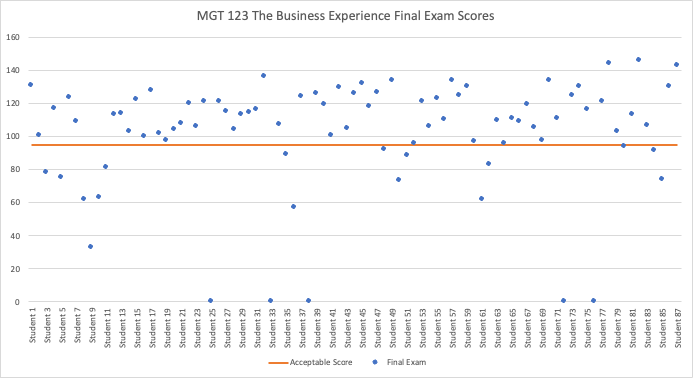 MGT 123 The Business Experience Final Exam Scores
160
140
120
100
80
60
40
20
0
Student 1
Student 3
Student 5
Student 7
Student 9
Student 11
Student 13
Student 15
Student 17
Student 19
Student 21
Student 23
Student 25
Student 27
Student 29
Student 31
Student 33
Student 35
Student 37
Student 39
Student 41
Student 43
Student 45
Student 47
Student 49
Student 51
Student 53
Student 55
Student 57
Student 59
Student 61
Student 63
Student 65
Student 67
Student 69
Student 71
Student 73
Student 75
Student 77
Student 79
Student 81
Student 83
Student 85
Student 87
Acceptable Score
Final Exam